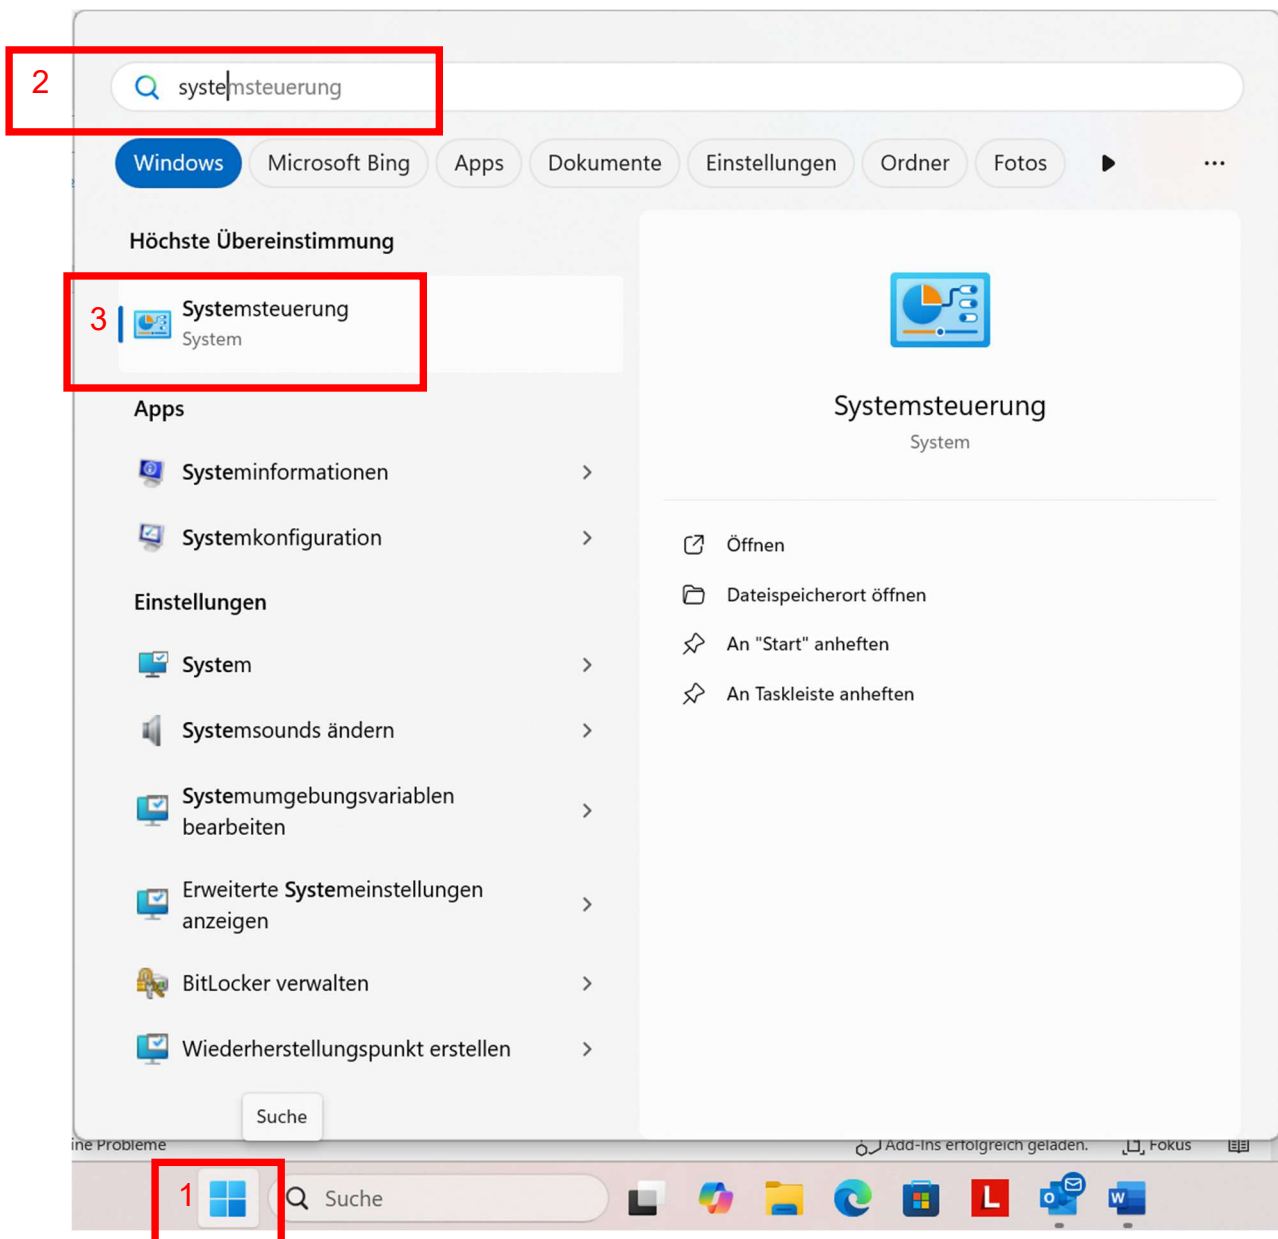 2
systemsteuerung
Windows Microsoft Bing Apps Dokumente Einstellungen Ordner Fotos ...
Höchste Übereinstimmung
3
Systemsteuerung
System
Apps
Systeminformationen
Systemkonfiguration
Einstellungen
System
Systemsounds ändern
Systemumgebungsvariablen
bearbeiten
Erweiterte Systemeinstellungen
anzeigen
BitLocker verwalten
Wiederherstellungspunkt erstellen
Systemsteuerung
System
Öffnen
Dateispeicherort öffnen
An "Start" anheften
An Taskleiste anheften
Suche
ine Probleme
Add-Ins erfolgreich geladen. Fokus
1
Suche
L
o
W